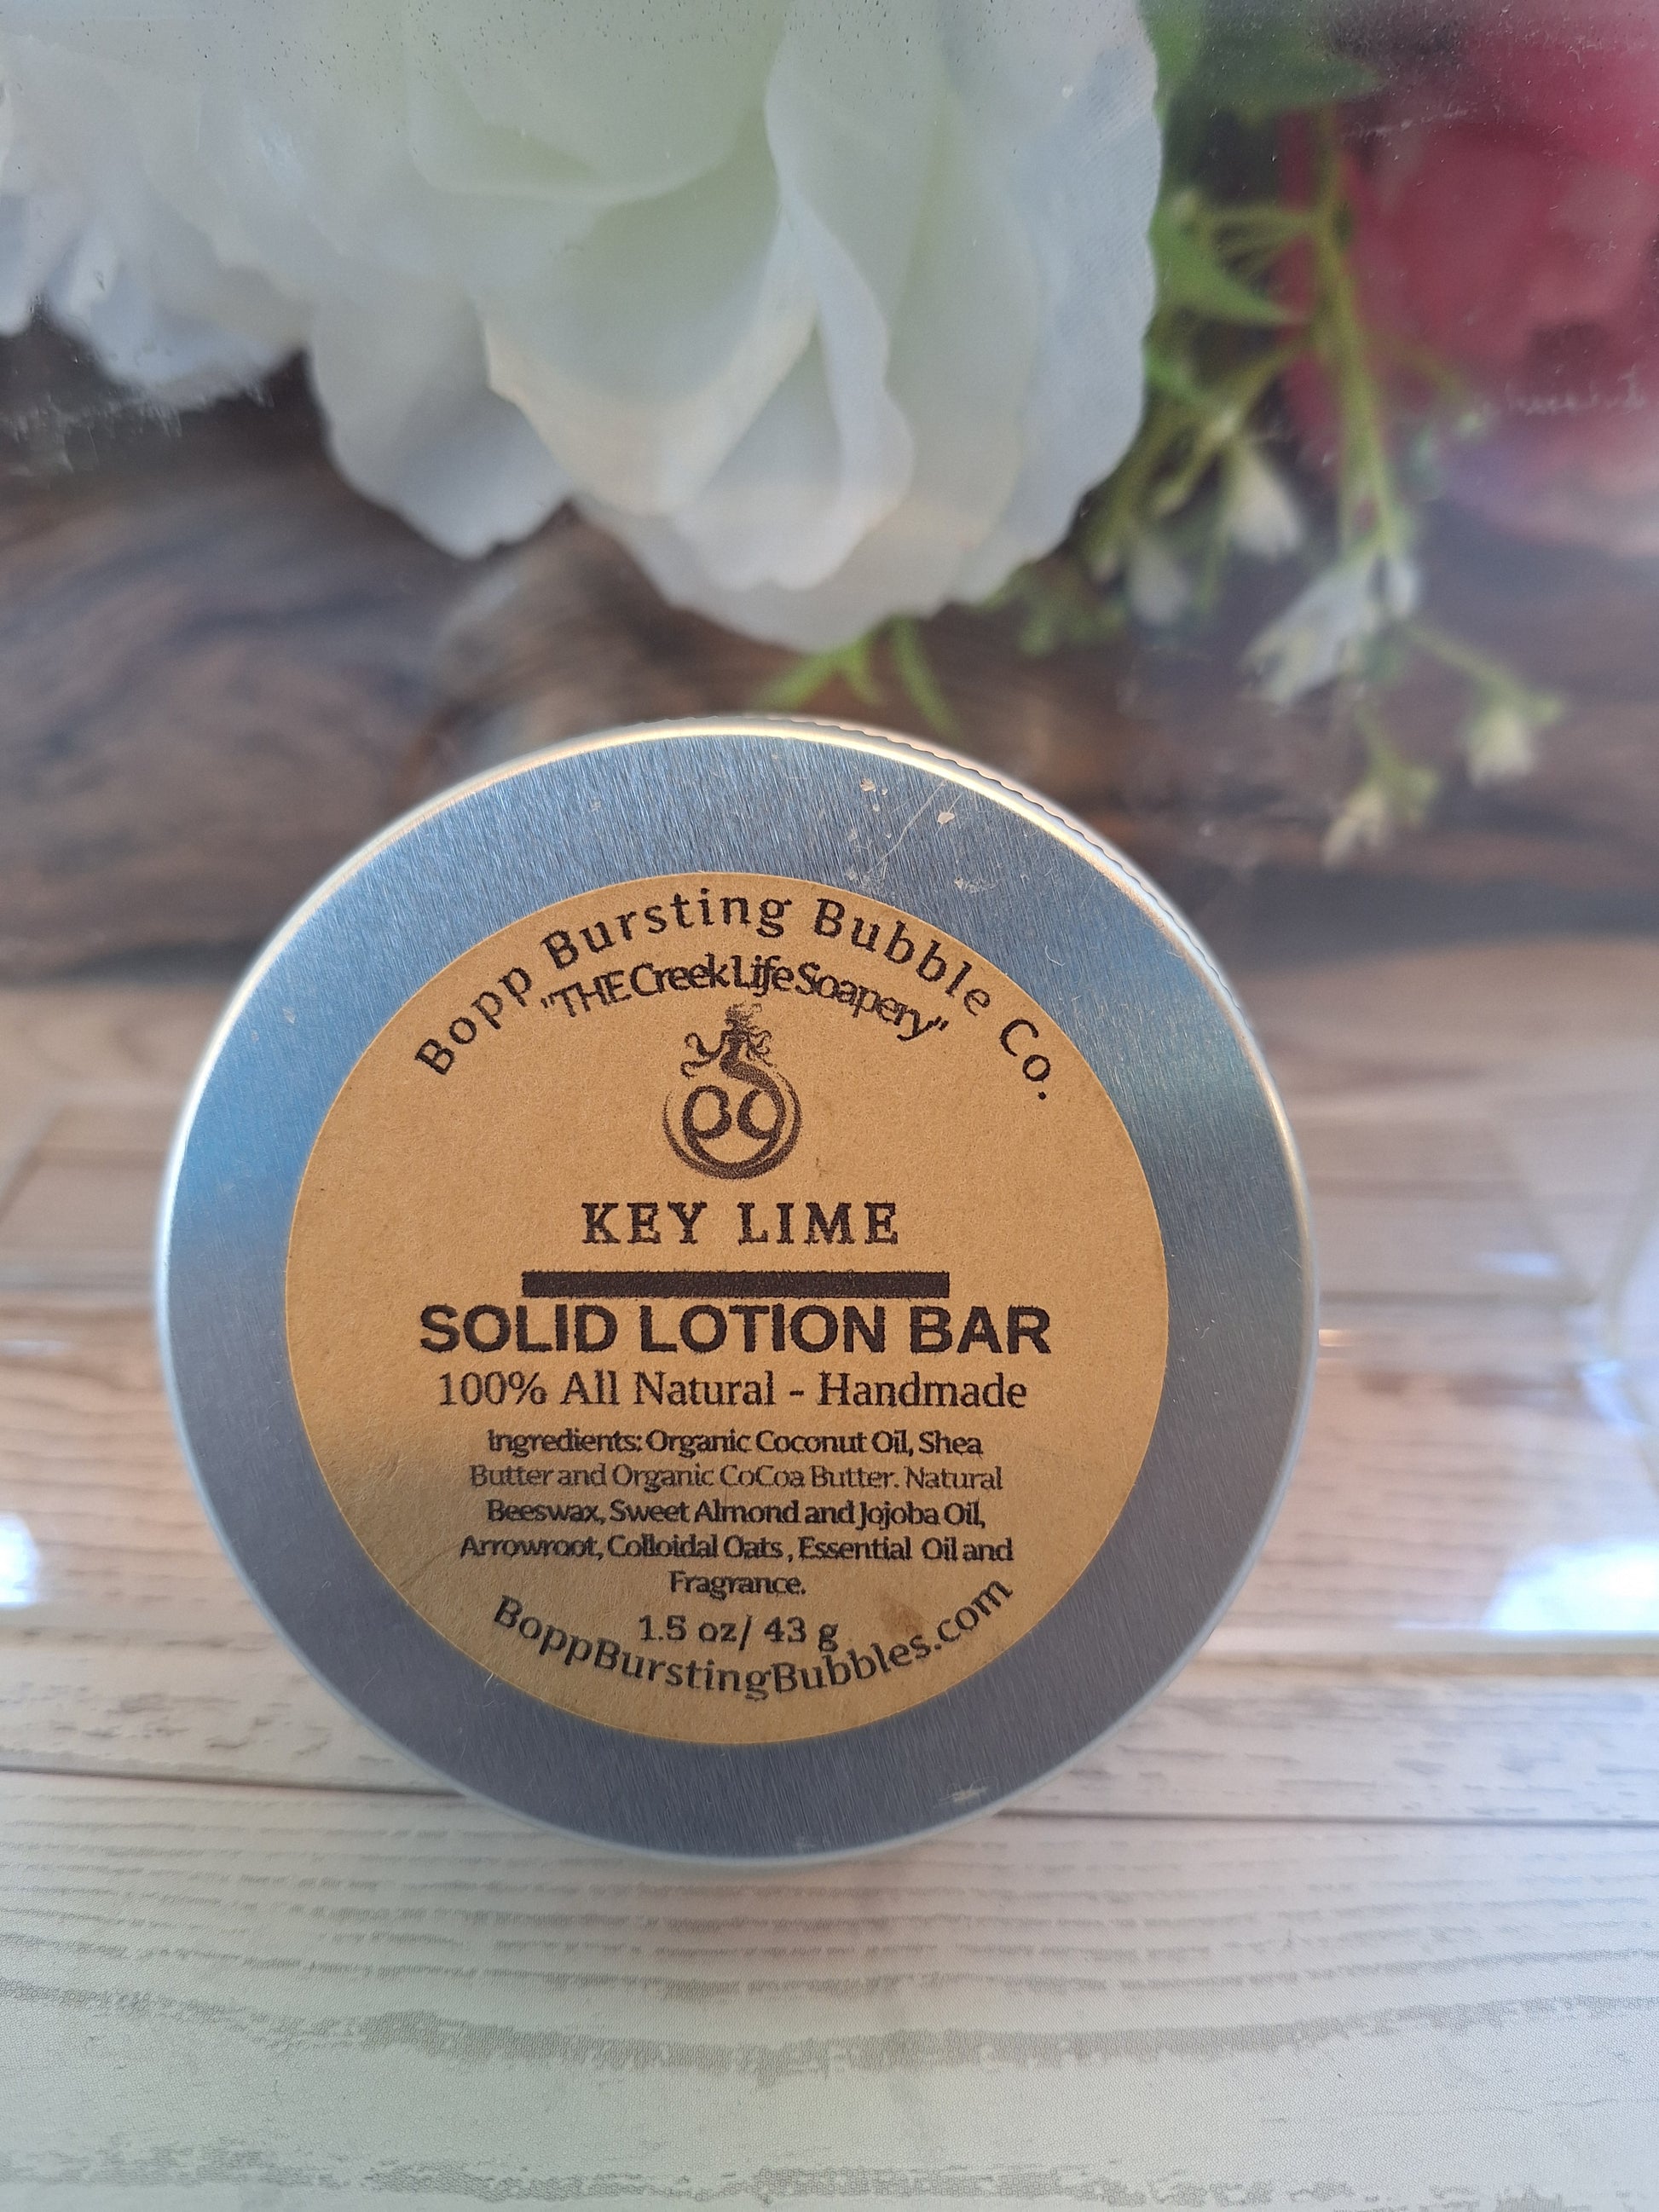 Bopp Bursting Bubble Co.
"THE Creek Life Soapery"
KEY LIME
SOLID LOTION BAR
100% All Natural - Handmade
Ingredients: Organic Coconut Oil, Shea
Butter and Organic CoCoa Butter. Natural
Beeswax, Sweet Almond and Jojoba Oil,
Arrowroot, Colloidal Oats , Essential Oil and
Fragrance.
1.5 oz/ 43 g
BoppBurstingBubbles.com